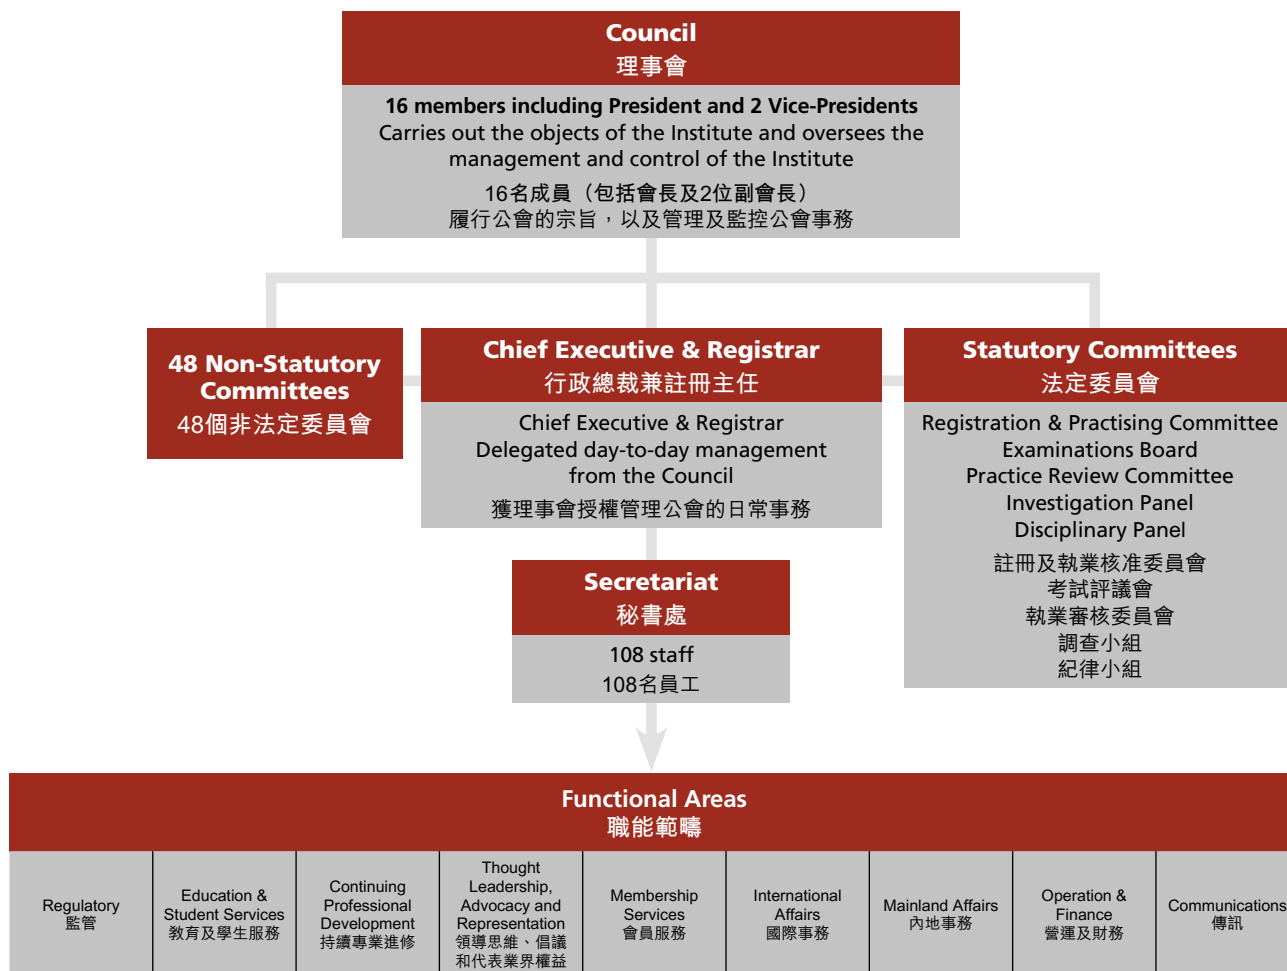 Council
理事會
16 members including President and 2 Vice-Presidents
Carries out the objects of the Institute and oversees the
management and control of the Institute
16名成員（包括會長及2位副會長）
履行公會的宗旨，以及管理及監控公會事務
48 Non-Statutory
Committees
48個非法定委員會
Chief Executive & Registrar
行政總裁兼註冊主任
Chief Executive & Registrar
Delegated day-to-day management
from the Council
獲理事會授權管理公會的日常事務
Statutory Committees
法定委員會
Registration & Practising Committee
Examinations Board
Practice Review Committee
Investigation Panel
Disciplinary Panel
註冊及執業核准委員會
考試評議會
執業審核委員會
調查小組
紀律小組
Secretariat
秘書處
108 staff
108名員工
Functional Areas
職能範疇
Regulatory
監管
Education &
Student Services
教育及學生服務
Continuing
Professional
Development
持續專業進修
Thought
Leadership,
Advocacy and
Representation
領導思維、倡議
和代表業界權益
Membership
Services
會員服務
International
Affairs
國際事務
Mainland Affairs
內地事務
Operation &
Finance
營運及財務
Communications
傳訊